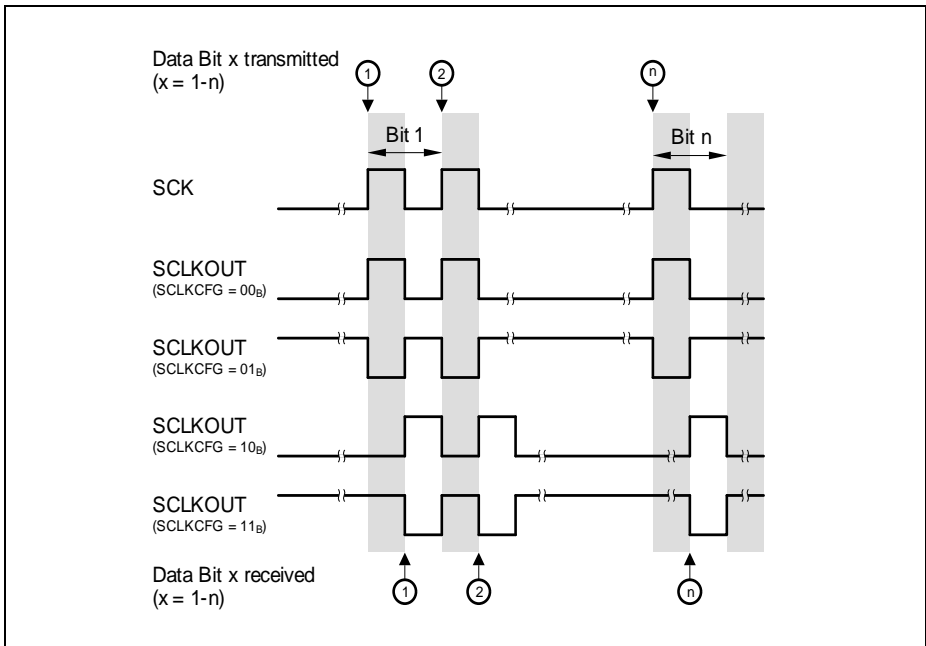 Data Bit x transmitted
(x = 1-n)
1
2
n
Bit 1
Bit n
SCK
SCLKOUT
(SCLKCFG = 00B)
SCLKOUT
(SCLKCFG = 01B)
SCLKOUT
(SCLKCFG = 10B)
SCLKOUT
(SCLKCFG = 11B)
Data Bit x received
(x = 1-n)
1
2
n